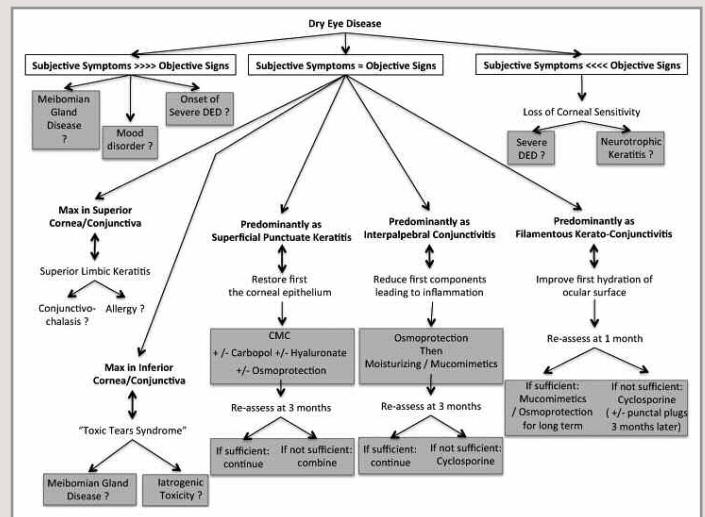 Dry Eye Disease
Subjective Symptoms >>>> Objective Signs
Subjective Symptoms = Objective Signs
Subjective Symptoms <<<< Objective Signs
Meibomian
Gland
Disease
?
Mood
disorder ?
Onset of
Severe DED ?
Loss of Corneal Sensitivity
Severe
DED ?
Neurotrophic
Keratitis ?
Max in Superior
Cornea/Conjunctiva
Superior Limbic Keratitis
Conjunctivo-
chalasis ?
Allergy ?
Max in Inferior
Cornea/Conjunctiva
"Toxic Tears Syndrome"
Meibomian Gland
Disease ?
Iatrogenic
Toxicity ?
Predominantly as
Superficial Punctuate Keratitis
Restore first
the corneal epithelium
CMC
+ /- Carbopol +/- Hyaluronate
+/- Osmoprotection
Re-assess at 3 months
If sufficient:
continue
If not sufficient:
combine
Predominantly as
Interpalpebral Conjunctivitis
Reduce first components
leading to inflammation
Osmoprotection
Then
Moisturizing / Mucomimetics
Re-assess at 3 months
If sufficient:
continue
If not sufficient:
Cyclosporine
Predominantly as
Filamentous Kerato-Conjunctivitis
Improve first hydration of
ocular surface
Re-assess at 1 month
If sufficient:
Mucomimetics
/ Osmoprotection
for long term
If not sufficient:
Cyclosporine
( +/- punctal plugs
3 months later)